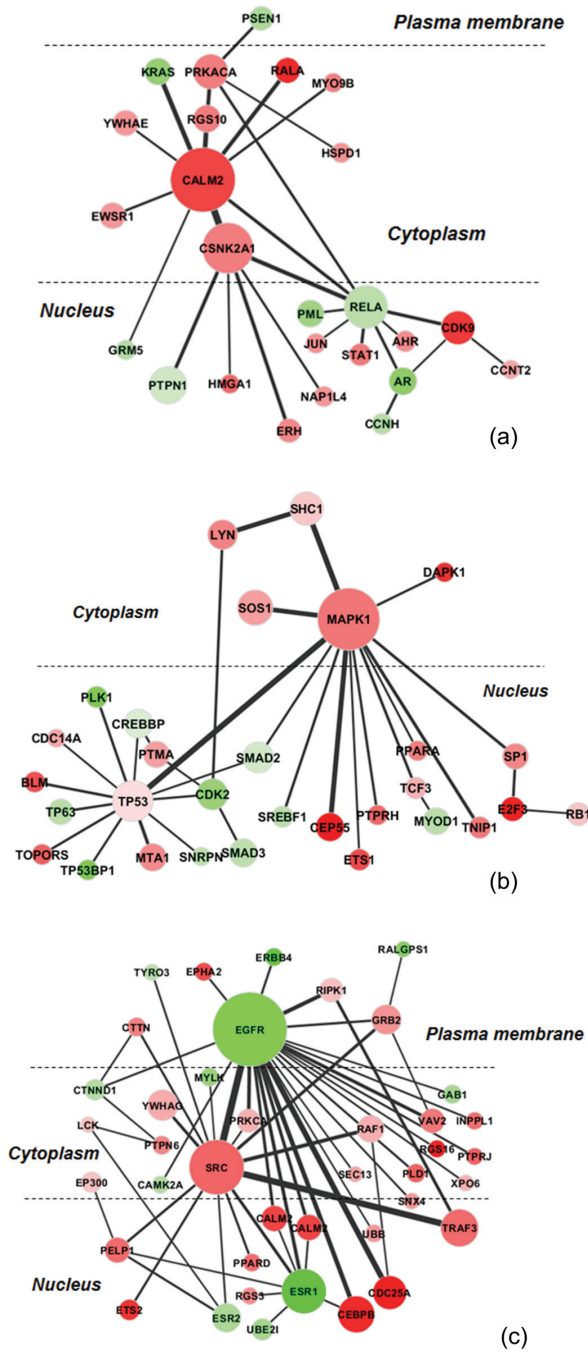 PSEN1
Plasma membrane
KRAS
PRKACA
RALA
MYO9B
YWHAE
RGS10
HSPD1
CALM2
EWSR1
CSNK2A1
Cytoplasm
Nucleus
RELA
PML
CDK9
GRM5
JUN
STAT1
AHR
CCNT2
PTPN1
HMGA1
NAP1L4
AR
ERH
CCNH
(a)
SHC1
LYN
DAPK1
Cytoplasm
SOS1
MAPK1
Nucleus
PLK1
CREBBP
CDC14A
PTMA
SMAD2
PPARA
SP1
BLM
TP53
CDK2
TCF3
E2F3
RB1
TP63
SREBF1
CEP55
PTPRH
MYOD1
TNIP1
TOPORS
MTA1
SNRPN
SMAD3
ETS1
TP53BP1
(b)
ERBB4
RALGPS1
TYRO3
EPHA2
RIPK1
EGFR
GRB2
CTTN
Plasma membrane
CTNND1
MYLK
GAB1
YWHAG
PRKCA
VAV2
INPPL1
LCK
RAF1
RGS16
PTPN6
PTPRJ
Cytoplasm
SRC
SEC13
PLD1
XPO6
EP300
CAMK2A
SNX4
CALM2
CALM2
UBB
TRAF3
PELP1
PPARD
Nucleus
RGS3
ESR1
CDC25A
ETS2
ESR2
UBE2I
CEBPB
(c)